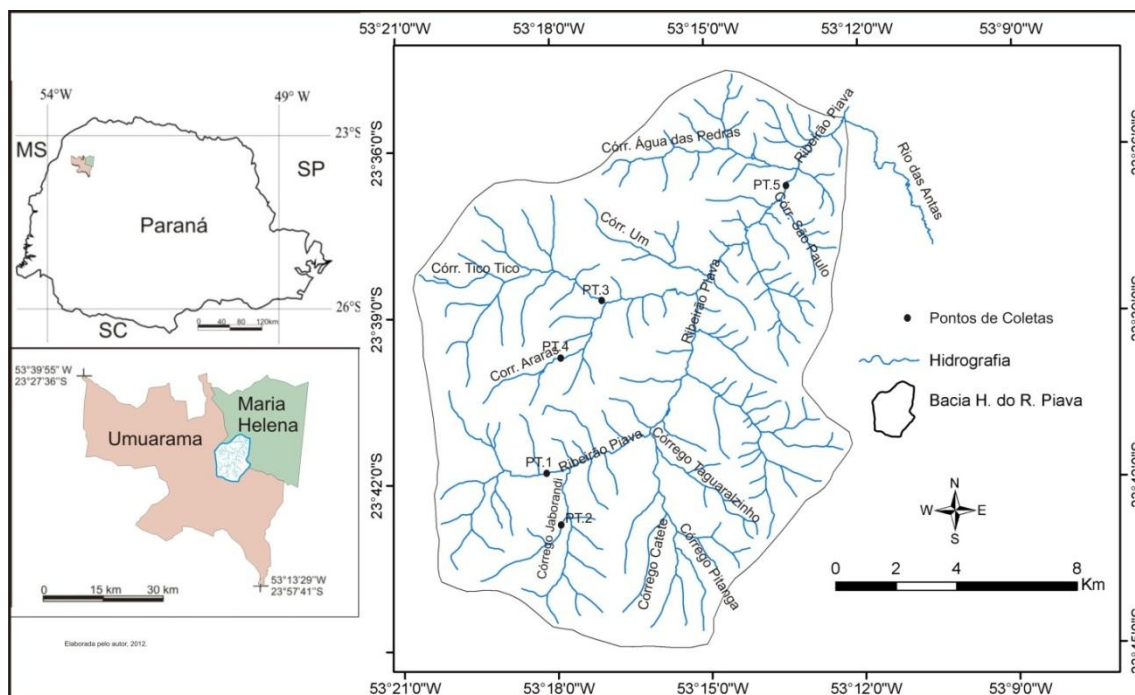 54°W
49°W
MS
23°S
SP
Paraná
26°S
SC
0 40 80 120km
53°39'55" W
23°27'36"S
Maria
Helena
Umuarama
53°13'29"W
23°57'41"S
0 15 km 30 km
Elaborada pelo autor, 2012.
53°21'0"W 53°18'0"W 53°15'0"W 53°12'0"W 53°9'0"W
23°36'0"S
23°39'0"S
23°42'0"S
Córr. Água das Pedras
Ribeirão Piava
Rio das Antas
PT.5
Córr. São Paulo
Córr. Um
Córr. Tico Tico
PT.3
Ribeirão Piava
PT.4
Corr. Araras
PT.1
Ribeirão Piava
Córrego Taguaralzinho
Córrego Jaborandi
PT.2
Córrego Catete
Córrego Pitanga
Pontos de Coletas
Hidrografia
Bacia H. do R. Piava
N
W E
S
0 2 4 8
Km
23°45'0"S
53°21'0"W 53°18'0"W 53°15'0"W 53°12'0"W 53°9'0"W